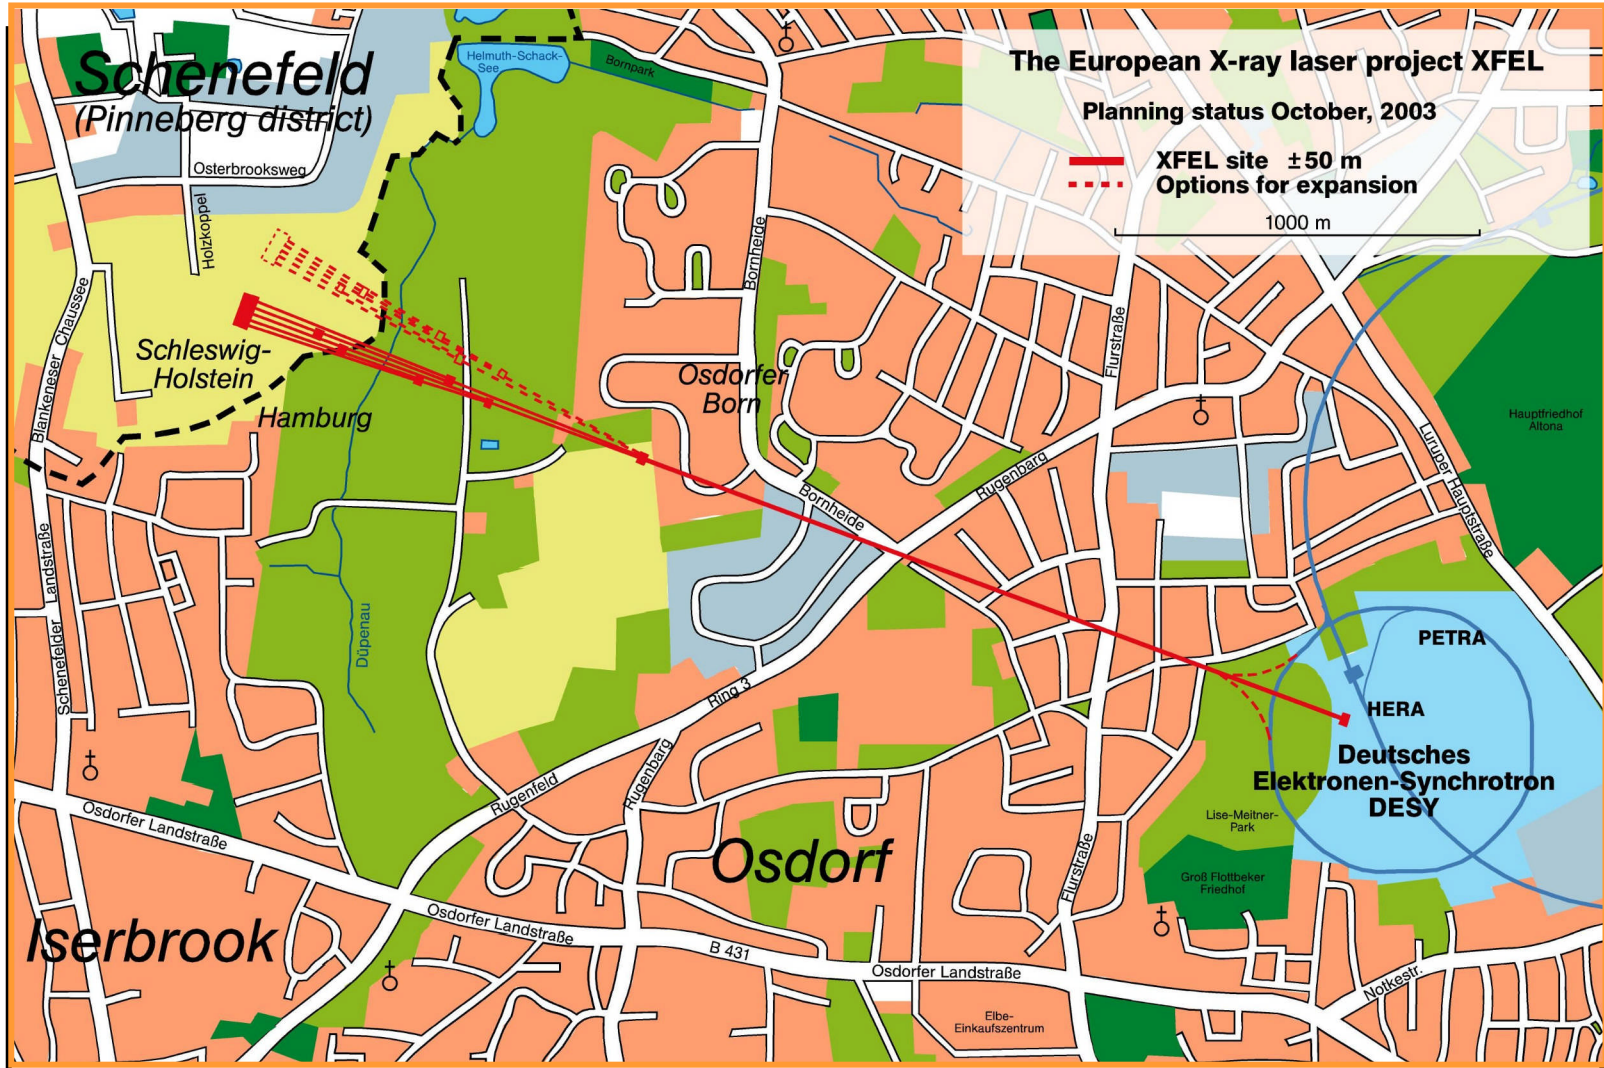 The European X-ray laser project XFEL
Planning status October, 2003
XFEL site ±50 m
Options for expansion
1000 m
Schenefeld
(Pinneberg district)
Helmuth-Schack-
See
Bornpark
Osterbrooksweg
Holzkoppel
Blankeneser Chaussee
Schleswig-
Holstein
Hamburg
Bornheide
Osdorfer
Born
Flurstraße
Hauptfriedhof
Altona
Luruper Hauptstraße
Rugenbarg
Bornheide
Schenefelder Landstraße
Düpenau
PETRA
HERA
Deutsches
Elektronen-Synchrotron
DESY
Ring 3
Rugenfeld
Rugenbarg
Osdorfer Landstraße
Lise-Meitner-
Park
Osdorf
Flurstraße
Groß Flottbeker
Friedhof
Iserbrook
Osdorfer Landstraße
B 431
Osdorfer Landstraße
Notkestr.
Elbe-
Einkaufszentrum